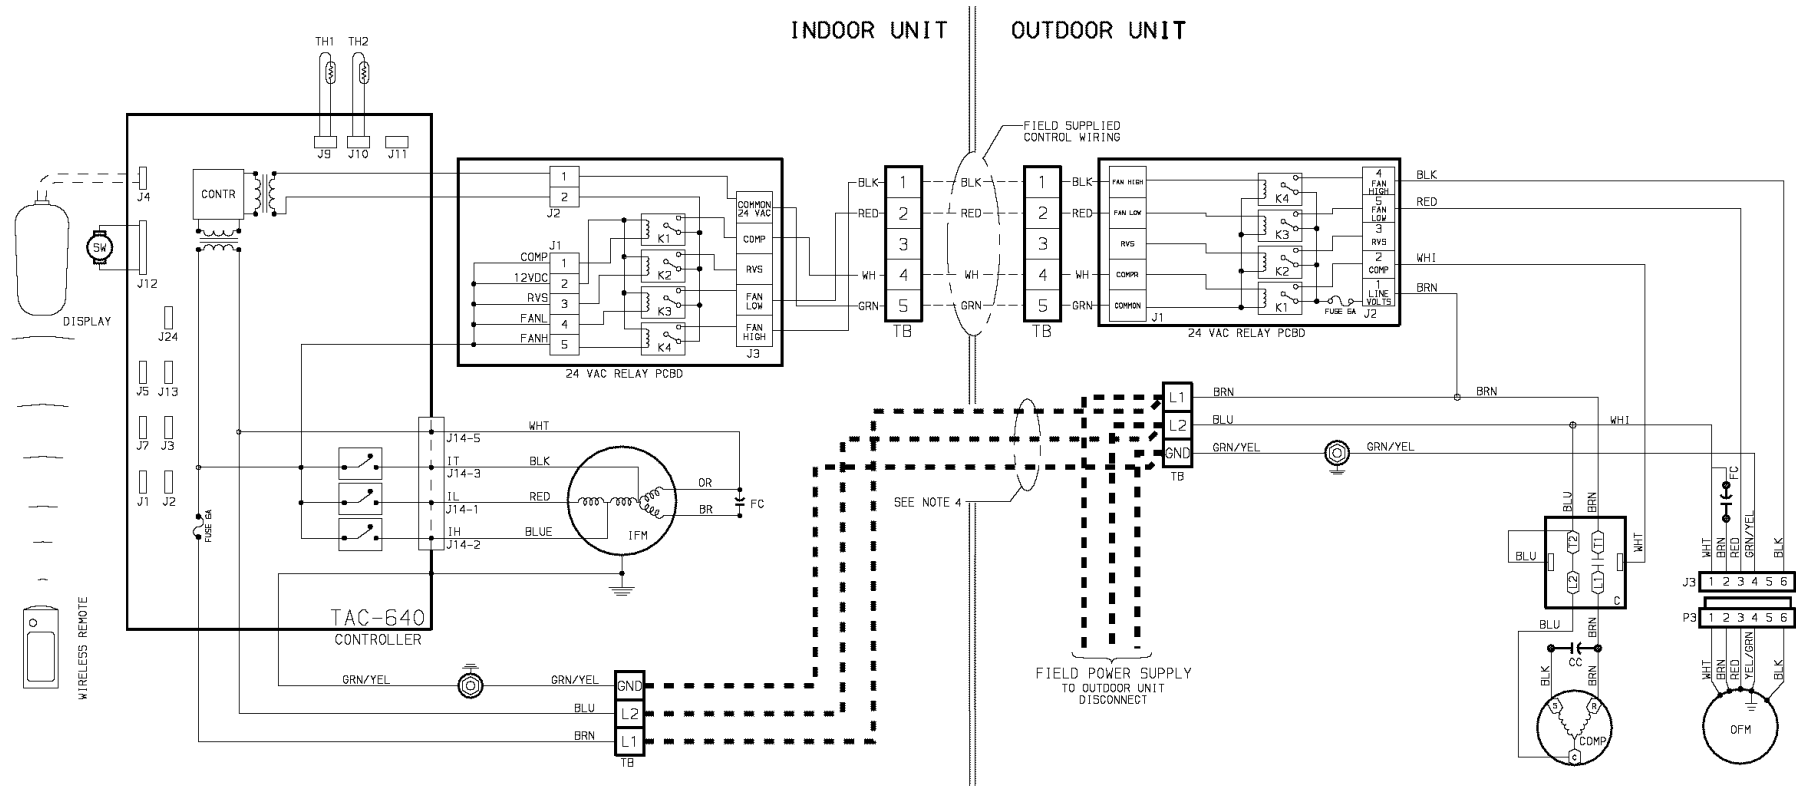 INDOOR UNIT
OUTDOOR UNIT
TH1 TH2
J9 J10 J11
J4
CONTR
SW
J12
DISPLAY
J24
J5 J13
J7 J3
J1 J2
FUSE 6A
WIRELESS REMOTE
TAC-640
CONTROLLER
1
2
J2
J1
COMP 1
12VDC 2
RVS 3
FANL 4
FANH 5
K1
K2
K3
K4
COMMON
24 VAC
COMP
RVS
FAN
LOW
FAN
HIGH
J3
24 VAC RELAY PCBD
BLK 1 BLK 1 BLK
RED 2 RED 2 RED
3 3
WH 4 WH 4 WH
GRN 5 GRN 5 GRN
TB TB
FIELD SUPPLIED
CONTROL WIRING
FAN HIGH
FAN LOW
RVS
COMPR
COMMON
J1
K4
K3
K2
K1
FUSE 6A
4
FAN
HIGH
5
FAN
LOW
3
RVS
2
COMP
1
LINE
VOLTS
J2
24 VAC RELAY PCBD
BLK
RED
WHI
BRN
J14-5 WHT
IT BLK
J14-3
IL RED
J14-1
IH BLUE
J14-2
IFM
OR
BR
FC
GRN/YEL GRN/YEL GND
BLU L2
BRN L1
TB
SEE NOTE 4
L1 BRN BRN
L2 BLU WHI
GND GRN/YEL GRN/YEL
TB
FIELD POWER SUPPLY
TO OUTDOOR UNIT
DISCONNECT
BLU
BRN
BLU
T2
T1
L2
L1
C
WHT
BLU
BRN
CC
BLK
BRN
S
R
C
COMP
FC
WHT
BRN
RED
GRN/YEL
BLK
J3 1 2 3 4 5 6
P3 1 2 3 4 5 6
WHT
BRN
RED
YEL/GRN
BLK
OFM